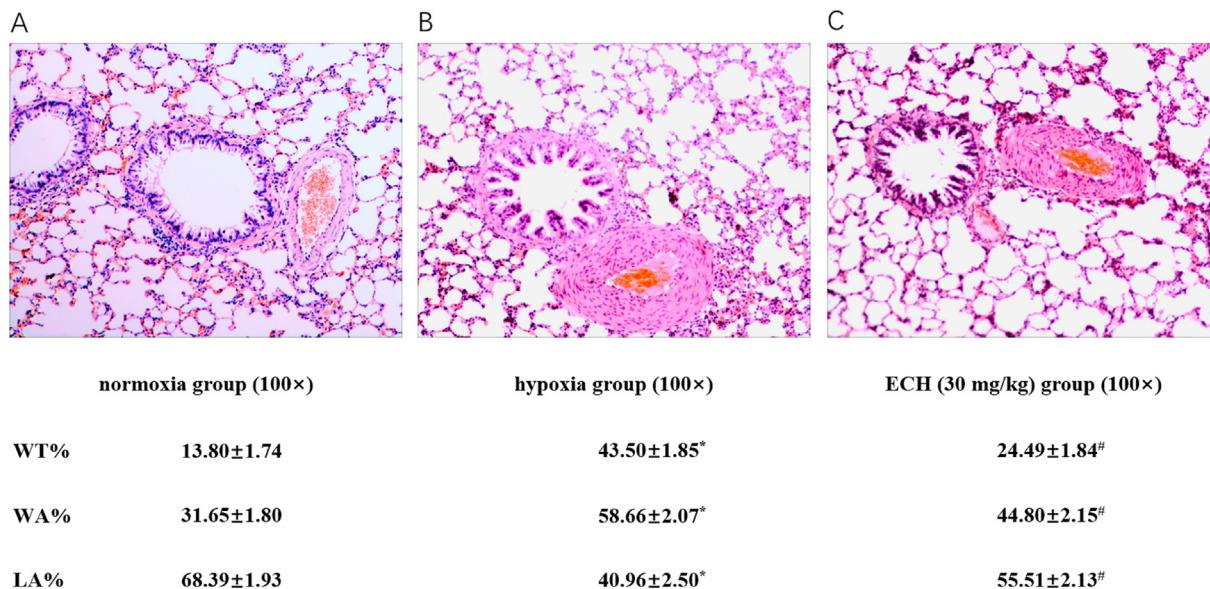 A B C
normoxia group (100×) hypoxia group (100×) ECH (30 mg/kg) group (100×)
WT% 13.80±1.74 43.50±1.85* 24.49±1.84#
WA% 31.65±1.80 58.66±2.07* 44.80±2.15#
LA% 68.39±1.93 40.96±2.50* 55.51±2.13#